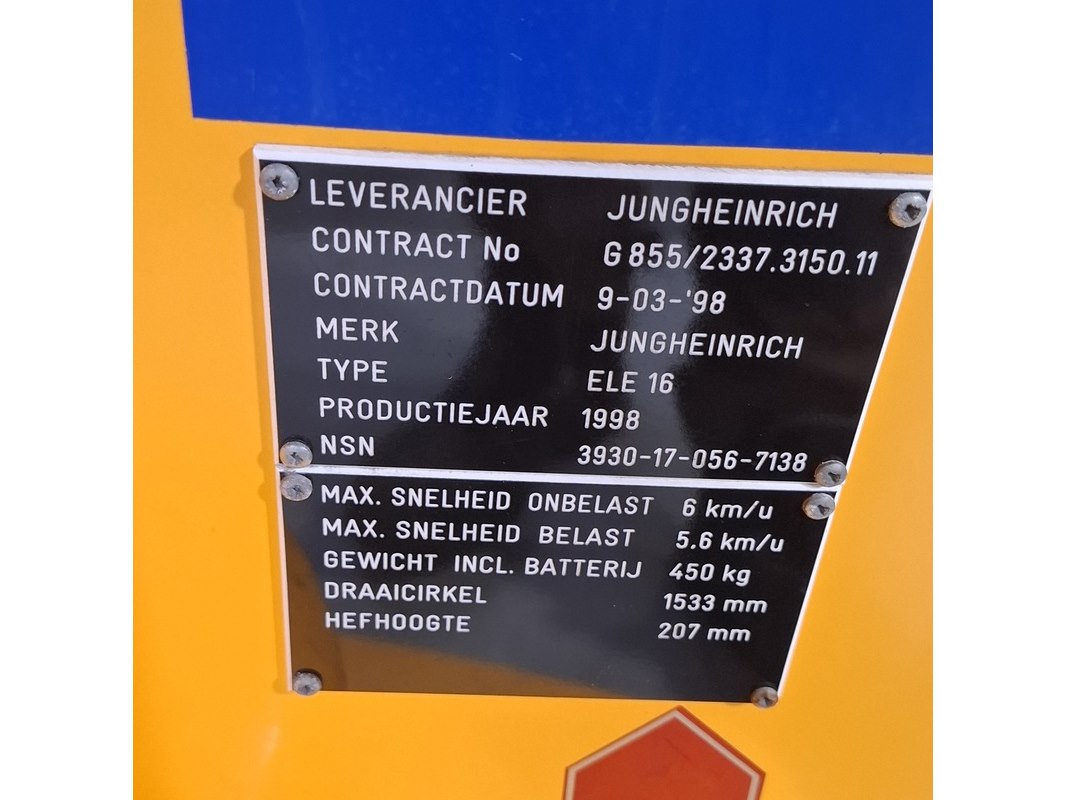 LEVERANCIER JUNGHEINRICH
CONTRACT No G 855/2337.3150.11
CONTRACTDATUM 9-03-'98
MERK JUNGHEINRICH
TYPE ELE 16
PRODUCTIEJAAR 1998
NSN 3930-17-056-7138
MAX. SNELHEID ONBELAST 6 km/u
MAX. SNELHEID BELAST 5.6 km/u
GEWICHT INCL. BATTERIJ 450 kg
DRAAICIRKEL 1533 mm
HEFHOOGTE 207 mm